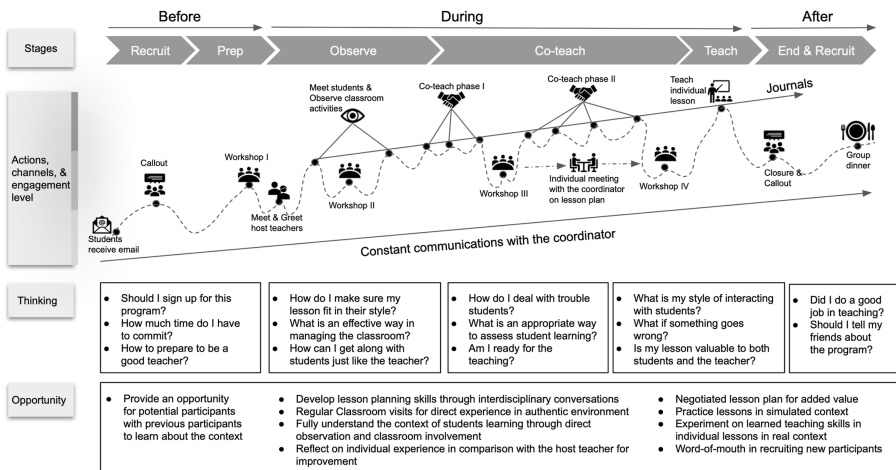 Before
During
After
Stages
Recruit
Prep
Observe
Co-teach
Teach
End & Recruit
Actions,
channels, &
engagement
level
Students
receive email
Callout
Workshop I
Meet & Greet
host teachers
Meet students &
Observe classroom
activities
Workshop II
Co-teach phase I
Workshop III
Co-teach phase II
Individual meeting
with the coordinator
on lesson plan
Workshop IV
Teach
individual
lesson
Journals
Closure &
Callout
Group
dinner
Constant communications with the coordinator
Thinking
● Should I sign up for this
program?
● How much time do I have
to commit?
● How to prepare to be a
good teacher?
● How do I make sure my
lesson fit in their style?
● What is an effective way in
managing the classroom?
● How can I get along with
students just like the teacher?
● How do I deal with trouble
students?
● What is an appropriate way
to assess student learning?
● Am I ready for the
teaching?
● What is my style of interacting
with students?
● What if something goes
wrong?
● Is my lesson valuable to both
students and the teacher?
● Did I do a good
job in teaching?
● Should I tell my
friends about
the program?
Opportunity
● Provide an opportunity
for potential participants
with previous participants
to learn about the context
● Develop lesson planning skills through interdisciplinary conversations
● Regular Classroom visits for direct experience in authentic environment
● Fully understand the context of students learning through direct
observation and classroom involvement
● Reflect on individual experience in comparison with the host teacher for
improvement
● Negotiated lesson plan for added value
● Practice lessons in simulated context
● Experiment on learned teaching skills in
individual lessons in real context
● Word-of-mouth in recruiting new participants